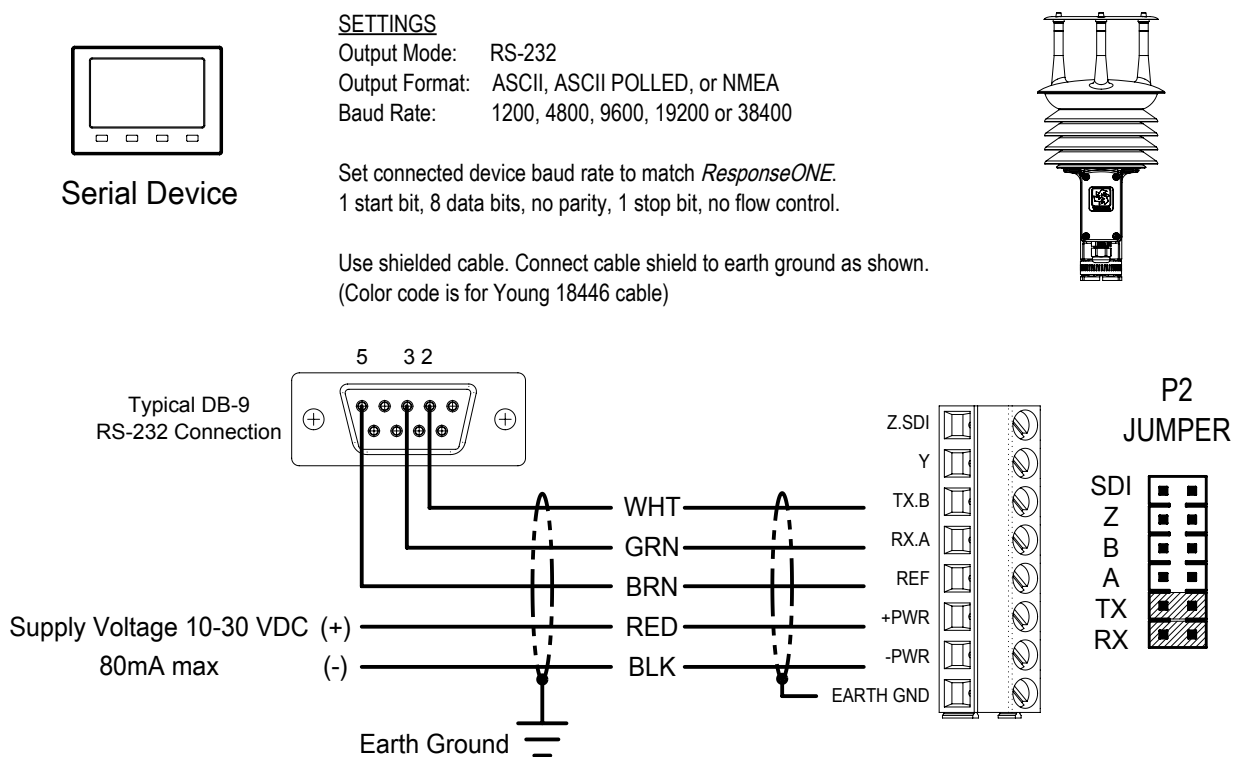 SETTINGS
Output Mode: RS-232
Output Format: ASCII, ASCII POLLED, or NMEA
Baud Rate: 1200, 4800, 9600, 19200 or 38400
Serial Device
Set connected device baud rate to match ResponseONE.
1 start bit, 8 data bits, no parity, 1 stop bit, no flow control.
Use shielded cable. Connect cable shield to earth ground as shown.
(Color code is for Young 18446 cable)
5 3 2
Typical DB-9
RS-232 Connection
P2
JUMPER
Z.SDI
Y
TX.B
RX.A
REF
+PWR
-PWR
EARTH GND
WHT
GRN
BRN
RED
BLK
SDI
Z
B
A
TX
RX
Supply Voltage 10-30 VDC (+)
80mA max (-)
Earth Ground